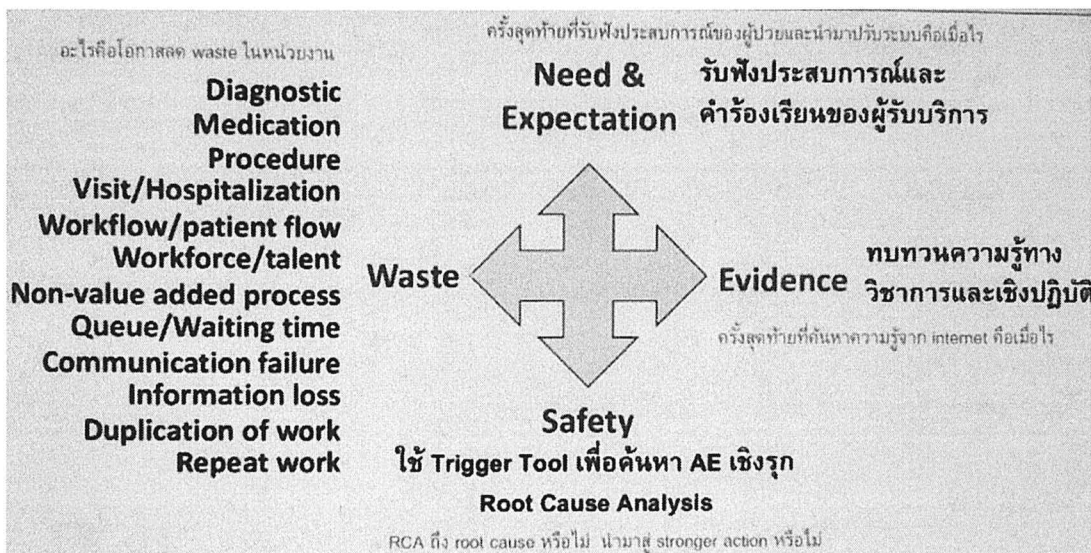 อะไรคือโอกาสลด waste ในหน่วยงาน
Diagnostic
Medication
Procedure
Visit/Hospitalization
Workflow/patient flow
Workforce/talent
Non-value added process
Queue/Waiting time
Communication failure
Information loss
Duplication of work
Repeat work
ครั้งสุดท้ายที่รับฟังประสบการณ์ของผู้ป่วยและนำมาปรับระบบคือเมื่อไร
Need &
Expectation
รับฟังประสบการณ์และ
คำร้องเรียนของผู้รับบริการ
Waste
Evidence
ทบทวนความรู้ทาง
วิชาการและเชิงปฏิบัติ
ครั้งสุดท้ายที่ค้นหาความรู้จาก internet คือเมื่อไร
Safety
ใช้ Trigger Tool เพื่อค้นหา AE เชิงรุก
Root Cause Analysis
RCA ถึง root cause หรือไม่ นำมาสู่ stronger action หรือไม่